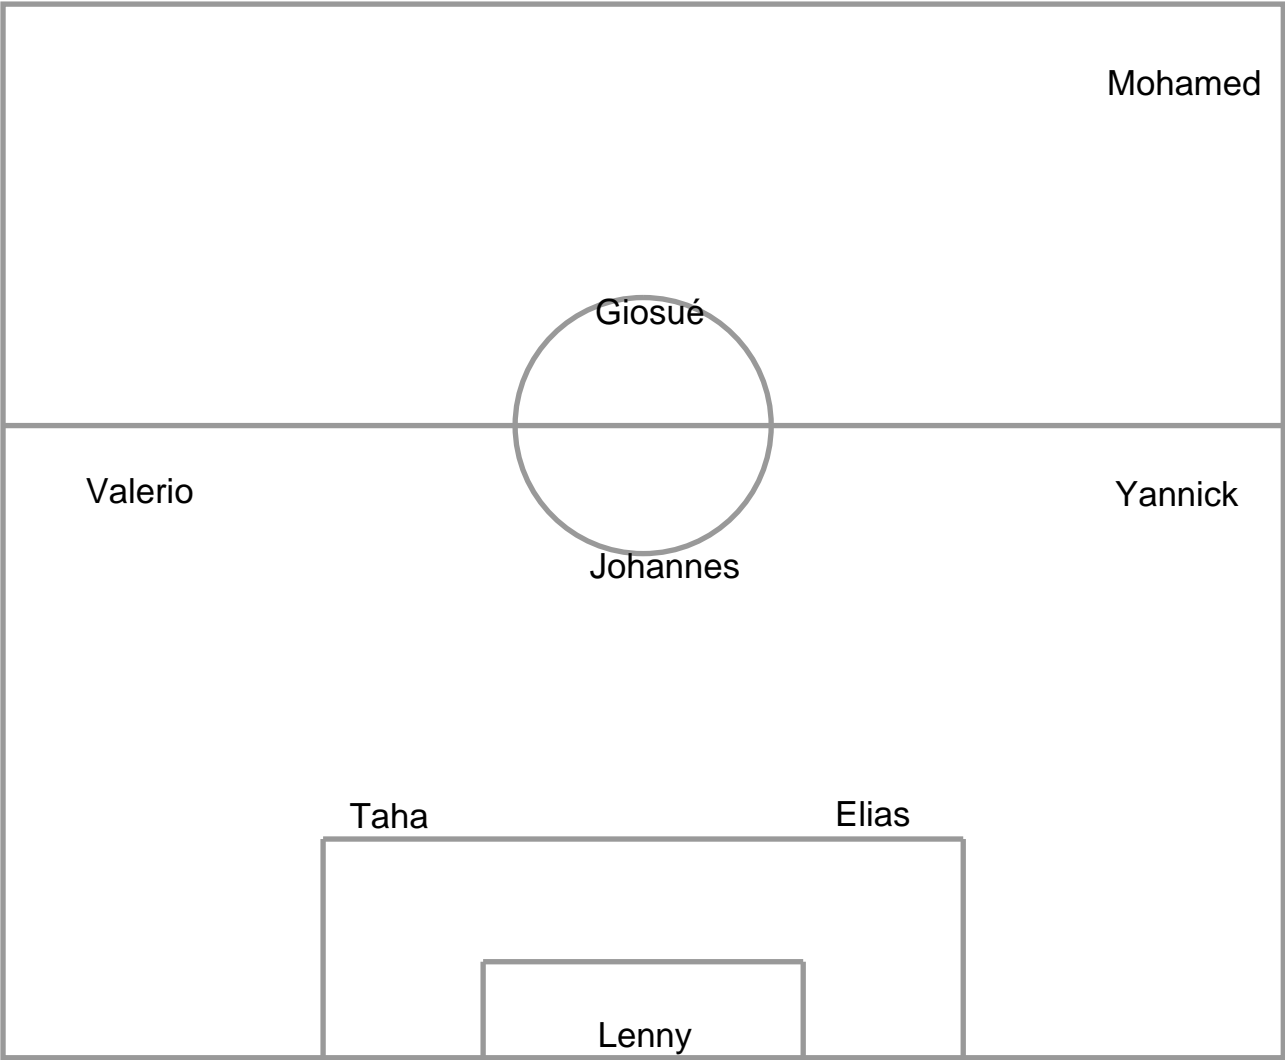 Mohamed
Giosué
Valerio
Yannick
Johannes
Taha
Elias
Lenny